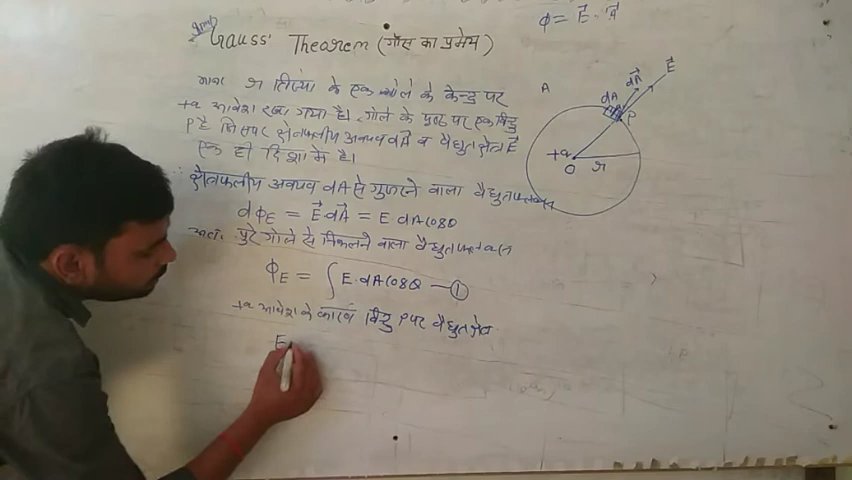 φ = E⃗ · A⃗
Gauss' Theorem (गॉस का प्रमेय)
माना r त्रिज्या के एक गोले के केन्द्र पर
+q आवेश रखा गया है। गोले के पृष्ठ पर एक बिन्दु
P है जिसपर क्षेत्रफलीय अवयव dA⃗ व वैद्युत क्षेत्र E⃗
एक ही दिशा में है।
∴ क्षेत्रफलीय अवयव dA से गुजरने वाला वैद्युत फ्लक्स
dφE = E⃗ dA⃗ = E dA cosθ
अतः पुरे गोले से निकलने वाला वैद्युत फ्लक्स
φE = ∫ E·dA cosθ —①
+q आवेश के कारण बिन्दु P पर वैद्युत क्षेत्र
E
A
dA
dA⃗
E⃗
P
+q
O
r